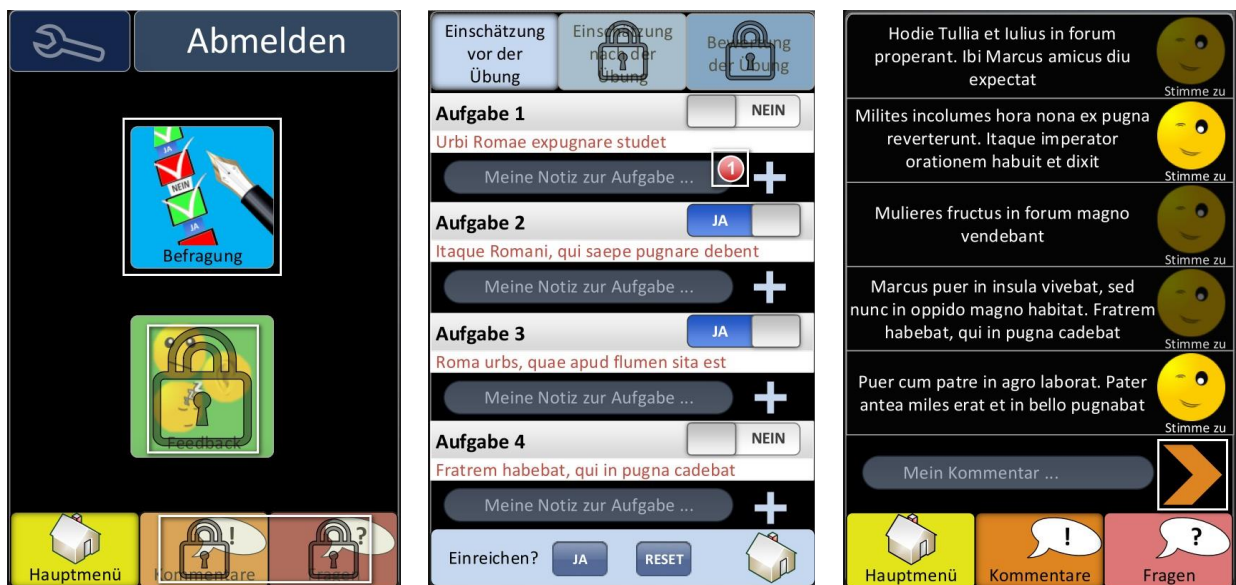 Abmelden
JA
NEIN
JA
Befragung
Feedback
!
?
Hauptmenü
Kommentare
Fragen
Einschätzung
vor der
Übung
Einschätzung
nach der
Übung
Bewertung
der Übung
Aufgabe 1
NEIN
Urbi Romae expugnare studet
Meine Notiz zur Aufgabe ...
1
Aufgabe 2
JA
Itaque Romani, qui saepe pugnare debent
Meine Notiz zur Aufgabe ...
Aufgabe 3
JA
Roma urbs, quae apud flumen sita est
Meine Notiz zur Aufgabe ...
Aufgabe 4
NEIN
Fratrem habebat, qui in pugna cadebat
Meine Notiz zur Aufgabe ...
Einreichen?
JA
RESET
Hodie Tullia et Iulius in forum
properant. Ibi Marcus amicus diu
expectat
Stimme zu
Milites incolumes hora nona ex pugna
reverterunt. Itaque imperator
orationem habuit et dixit
Stimme zu
Mulieres fructus in forum magno
vendebant
Stimme zu
Marcus puer in insula vivebat, sed
nunc in oppido magno habitat. Fratrem
habebat, qui in pugna cadebat
Stimme zu
Puer cum patre in agro laborat. Pater
antea miles erat et in bello pugnabat
Stimme zu
Mein Kommentar ...
!
?
Hauptmenü
Kommentare
Fragen